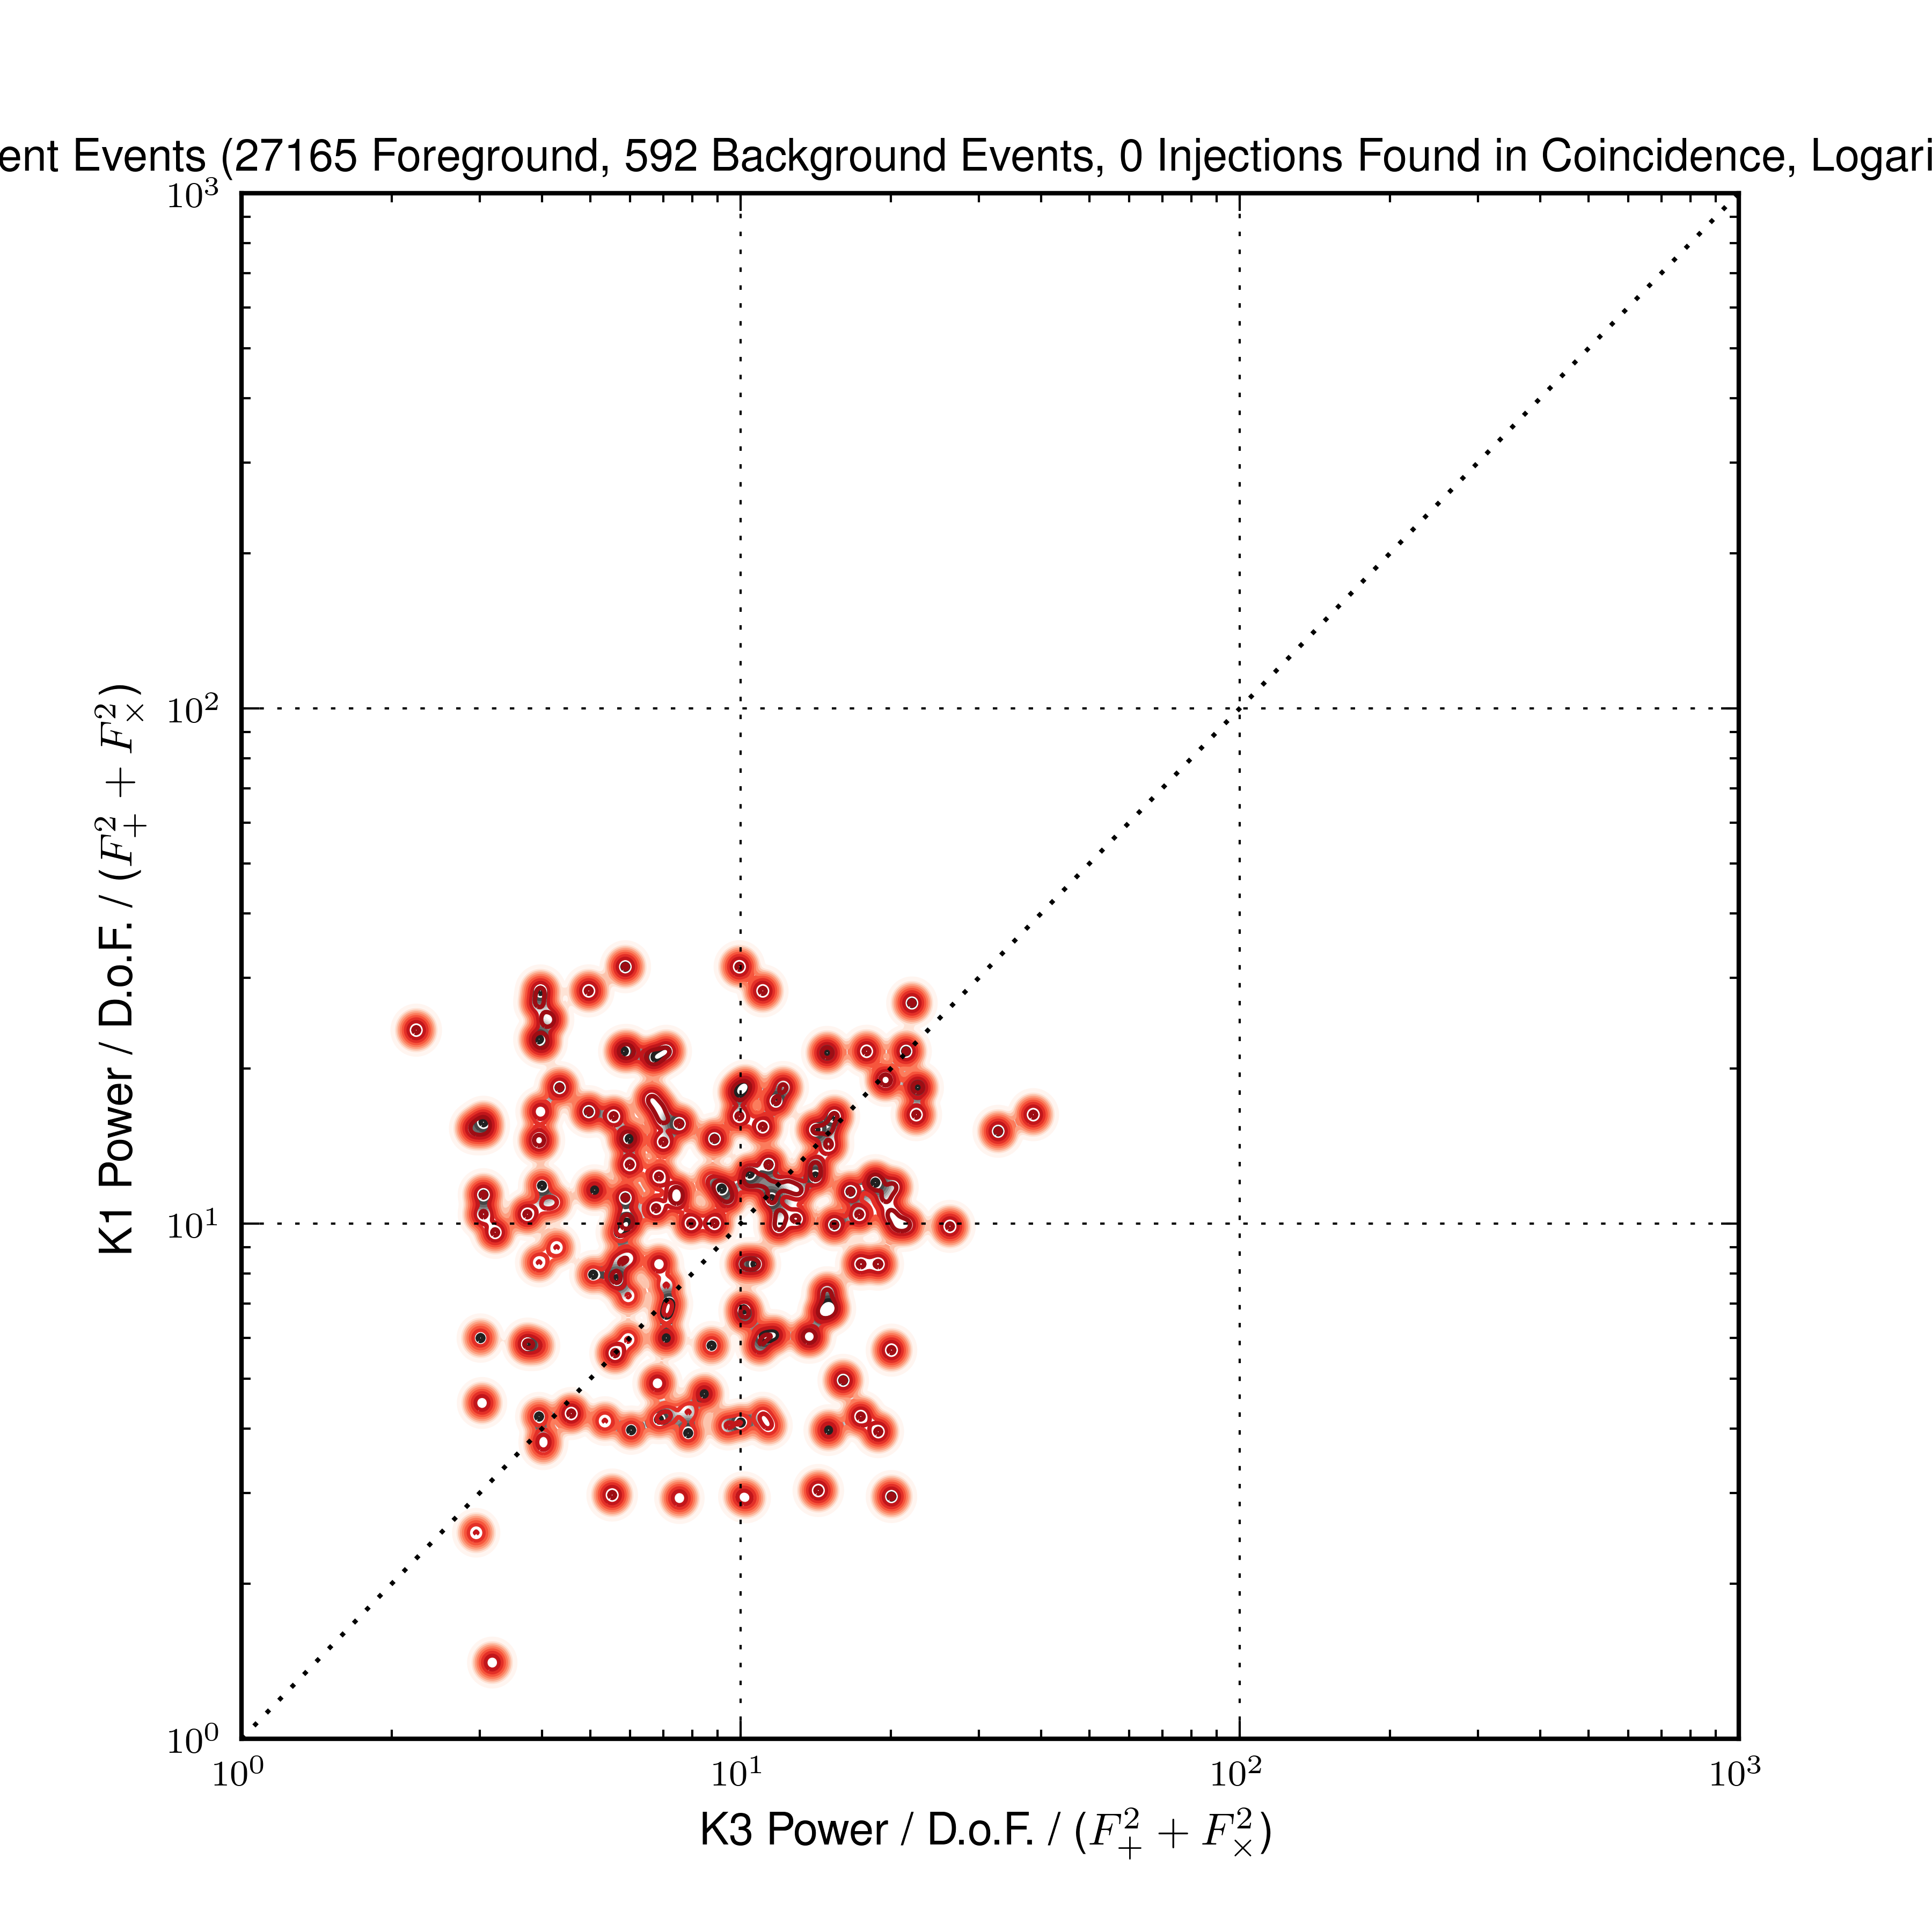 ent Events (27165 Foreground, 592 Background Events, 0 Injections Found in Coincidence, Logari
10³
10²
10¹
10⁰
K1 Power / D.o.F. / (F₊² + F₍×₎²)
10⁰ 10¹ 10² 10³
K3 Power / D.o.F. / (F₊² + F₍×₎²)